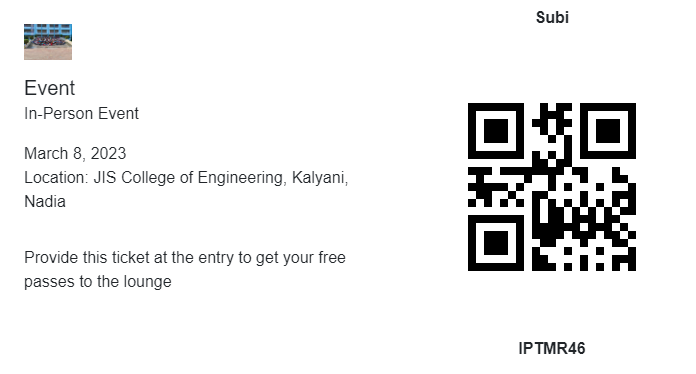 Subi
Event
In-Person Event
March 8, 2023
Location: JIS College of Engineering, Kalyani,
Nadia
Provide this ticket at the entry to get your free
passes to the lounge
IPTMR46